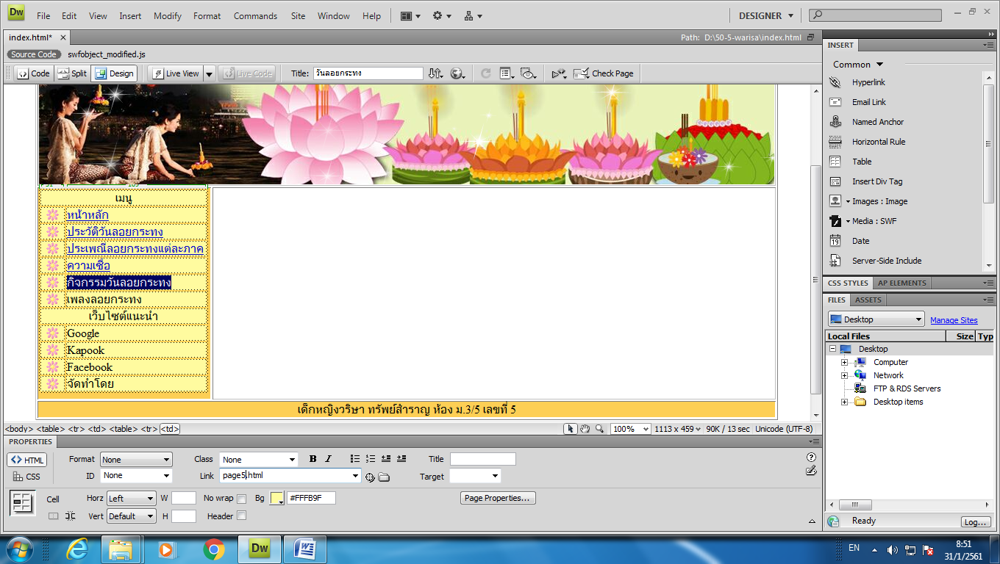 Dw File Edit View Insert Modify Format Commands Site Window Help DESIGNER
index.html* Path: D:\50-5-warisa\index.html
Source Code swfobject_modified.js
Code Split Design Live View Live Code Title: วันลอยกระทง Check Page
เมนู
หน้าหลัก
ประวัติวันลอยกระทง
ประเพณีลอยกระทงแต่ละภาค
ความเชื่อ
กิจกรรมวันลอยกระทง
เพลงลอยกระทง
เว็บไซต์แนะนำ
Google
Kapook
Facebook
จัดทำโดย
เด็กหญิงวริษา ทรัพย์สำราญ ห้อง ม.3/5 เลขที่ 5
<body> <table> <tr> <td> <table> <tr> <td> 100% 1113 x 459 90K / 13 sec Unicode (UTF-8)
PROPERTIES
HTML Format None Class None B I Title
CSS ID None Link page5.html Target
Cell Horz Left W No wrap Bg #FFFB9F Page Properties...
Vert Default H Header
INSERT
Common
Hyperlink
Email Link
Named Anchor
Horizontal Rule
Table
Insert Div Tag
Images : Image
Media : SWF
19 Date
Server-Side Include
CSS STYLES AP ELEMENTS
FILES ASSETS
Desktop Manage Sites
Local Files Size Typ
Desktop
Computer
Network
FTP & RDS Servers
Desktop items
Ready Log...
Dw W EN 8:51
31/1/2561